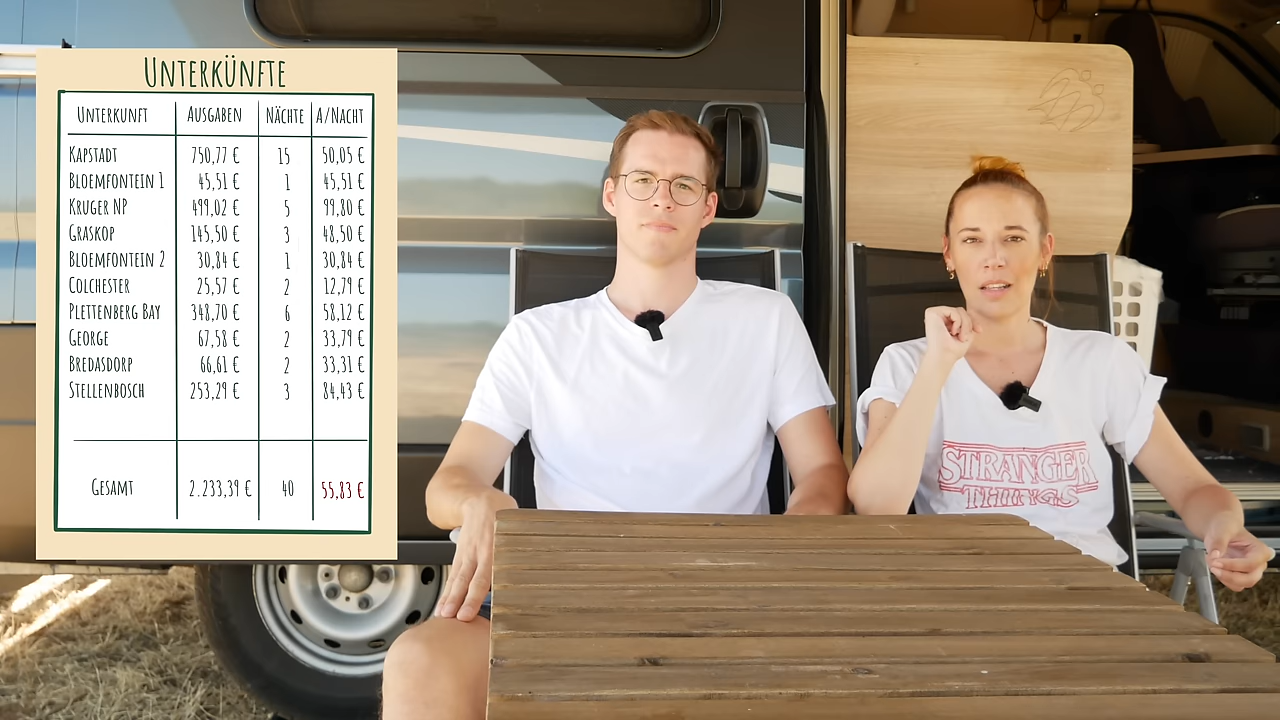 UNTERKÜNFTE
UNTERKUNFT AUSGABEN NÄCHTE A/NACHT
KAPSTADT 750,77 € 15 50,05 €
BLOEMFONTEIN 1 45,51 € 1 45,51 €
KRUGER NP 499,02 € 5 99,80 €
GRASKOP 145,50 € 3 48,50 €
BLOEMFONTEIN 2 30,84 € 1 30,84 €
COLCHESTER 25,57 € 2 12,79 €
PLETTENBERG BAY 348,70 € 6 58,12 €
GEORGE 67,58 € 2 33,79 €
BREDASDORP 66,61 € 2 33,31 €
STELLENBOSCH 253,29 € 3 84,43 €
GESAMT 2.233,39 € 40 55,83 €
STRANGER
THINGS